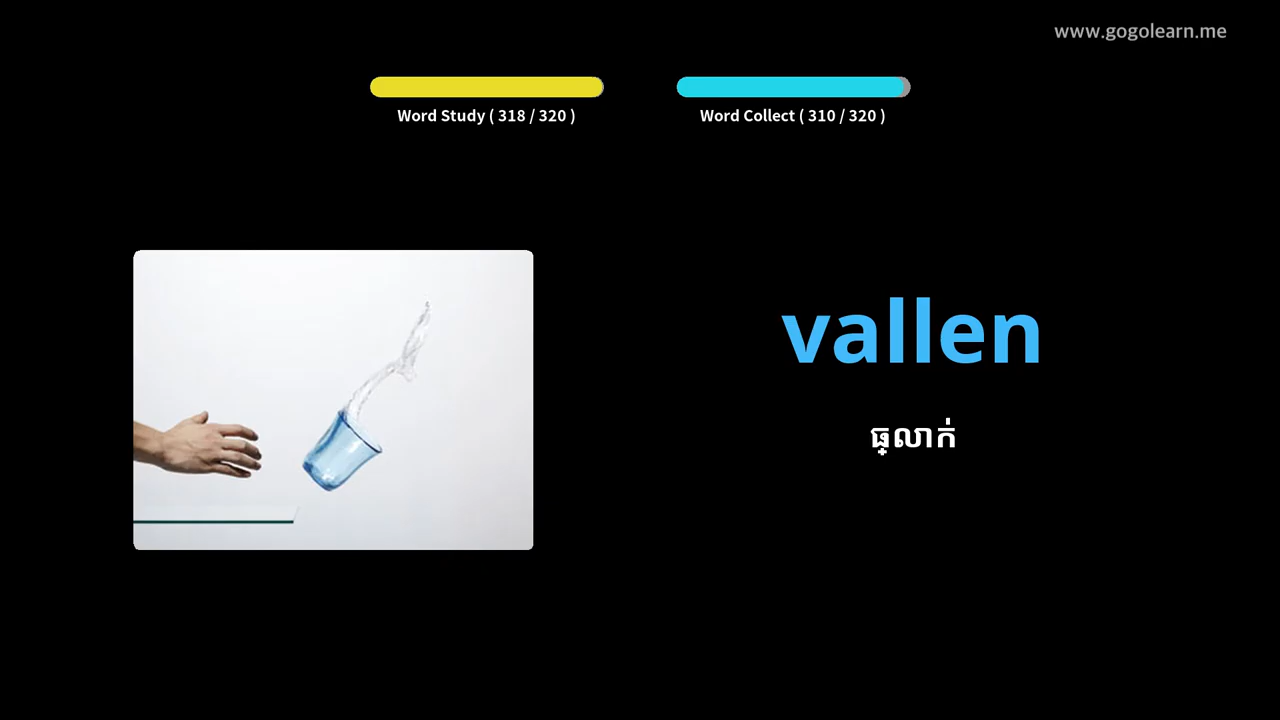 www.gogolearn.me
Word Study ( 318 / 320 )
Word Collect ( 310 / 320 )
vallen
ធ្លាក់